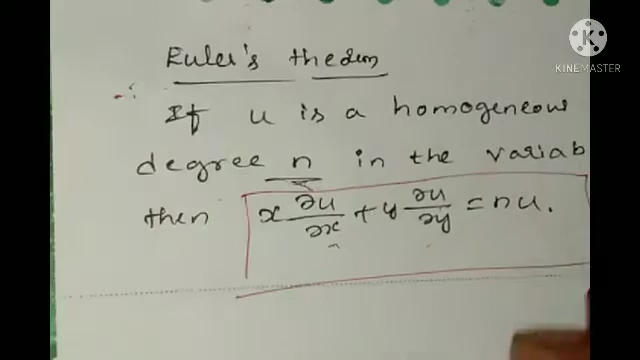 Euler's theorem
∴ If u is a homogeneous
degree n in the variab
then x ∂u/∂x + y ∂u/∂y = nu.
KINEMASTER